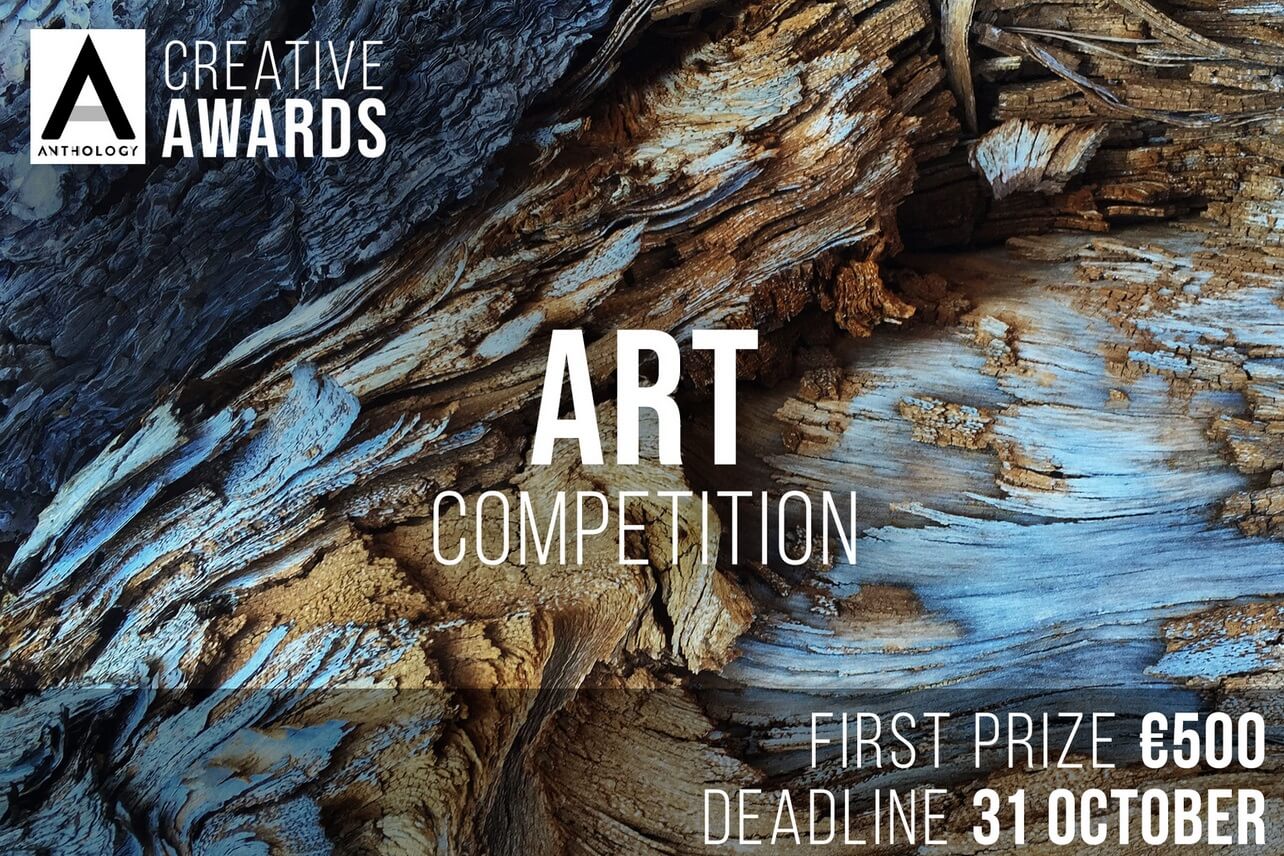 ANTHOLOGY
CREATIVE
AWARDS
ART
COMPETITION
FIRST PRIZE €500
DEADLINE 31 OCTOBER